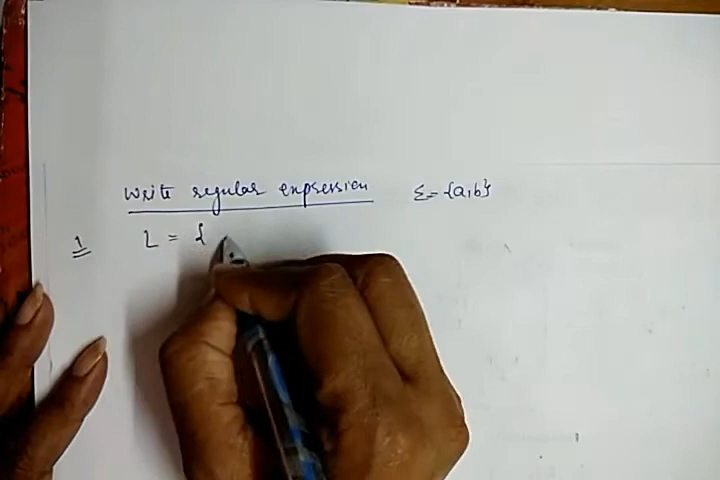 Write regular expression Σ = {a,b}
1 L = {